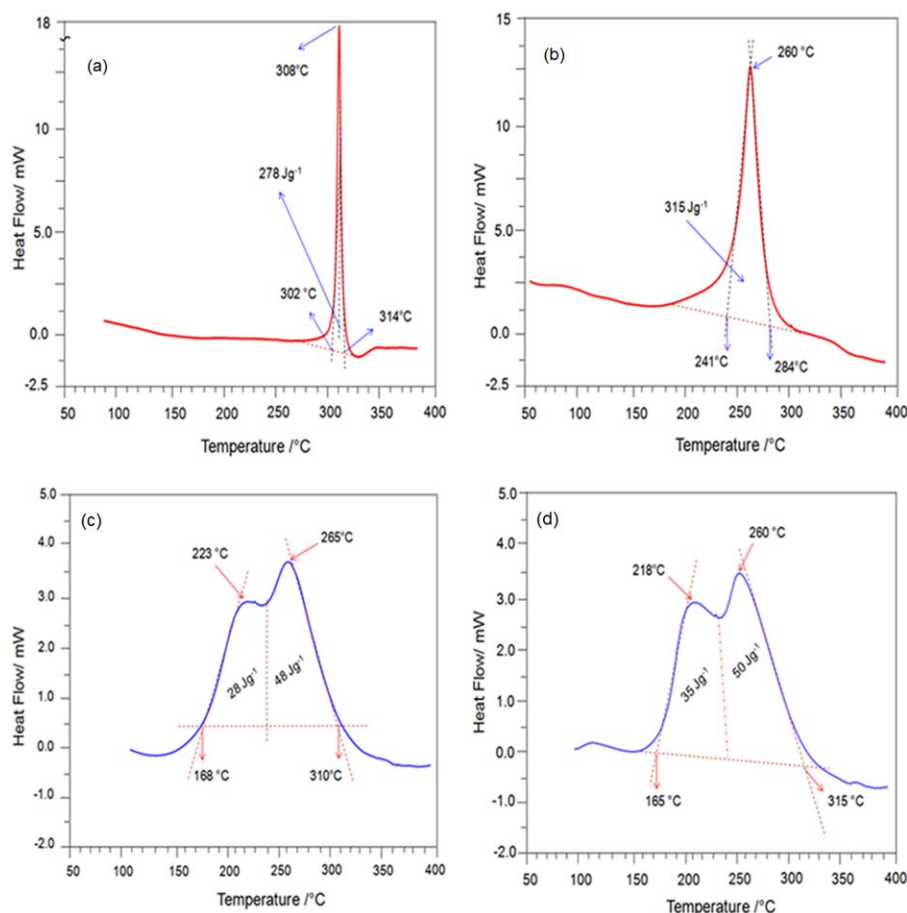 (a)
18
10
5.0
0.0
-2.5
Heat Flow/ mW
308°C
278 Jg⁻¹
302 °C
314°C
50 100 150 200 250 300 350 400
Temperature /°C
(b)
15
10
5.0
0.0
-2.5
Heat Flow/ mW
260 °C
315 Jg⁻¹
241°C
284°C
50 100 150 200 250 300 350 400
Temperature /°C
(c)
5.0
4.0
3.0
2.0
1.0
0.0
-1.0
-2.0
Heat Flow/ mW
223 °C
265°C
28 Jg⁻¹
48 Jg⁻¹
168 °C
310°C
50 100 150 200 250 300 350 400
Temperature /°C
(d)
5.0
4.0
3.0
2.0
1.0
0.0
-1.0
-2.0
Heat Flow/ mW
218°C
260 °C
35 Jg⁻¹
50 Jg⁻¹
165 °C
315 °C
50 100 150 200 250 300 350 400
Temperature /°C